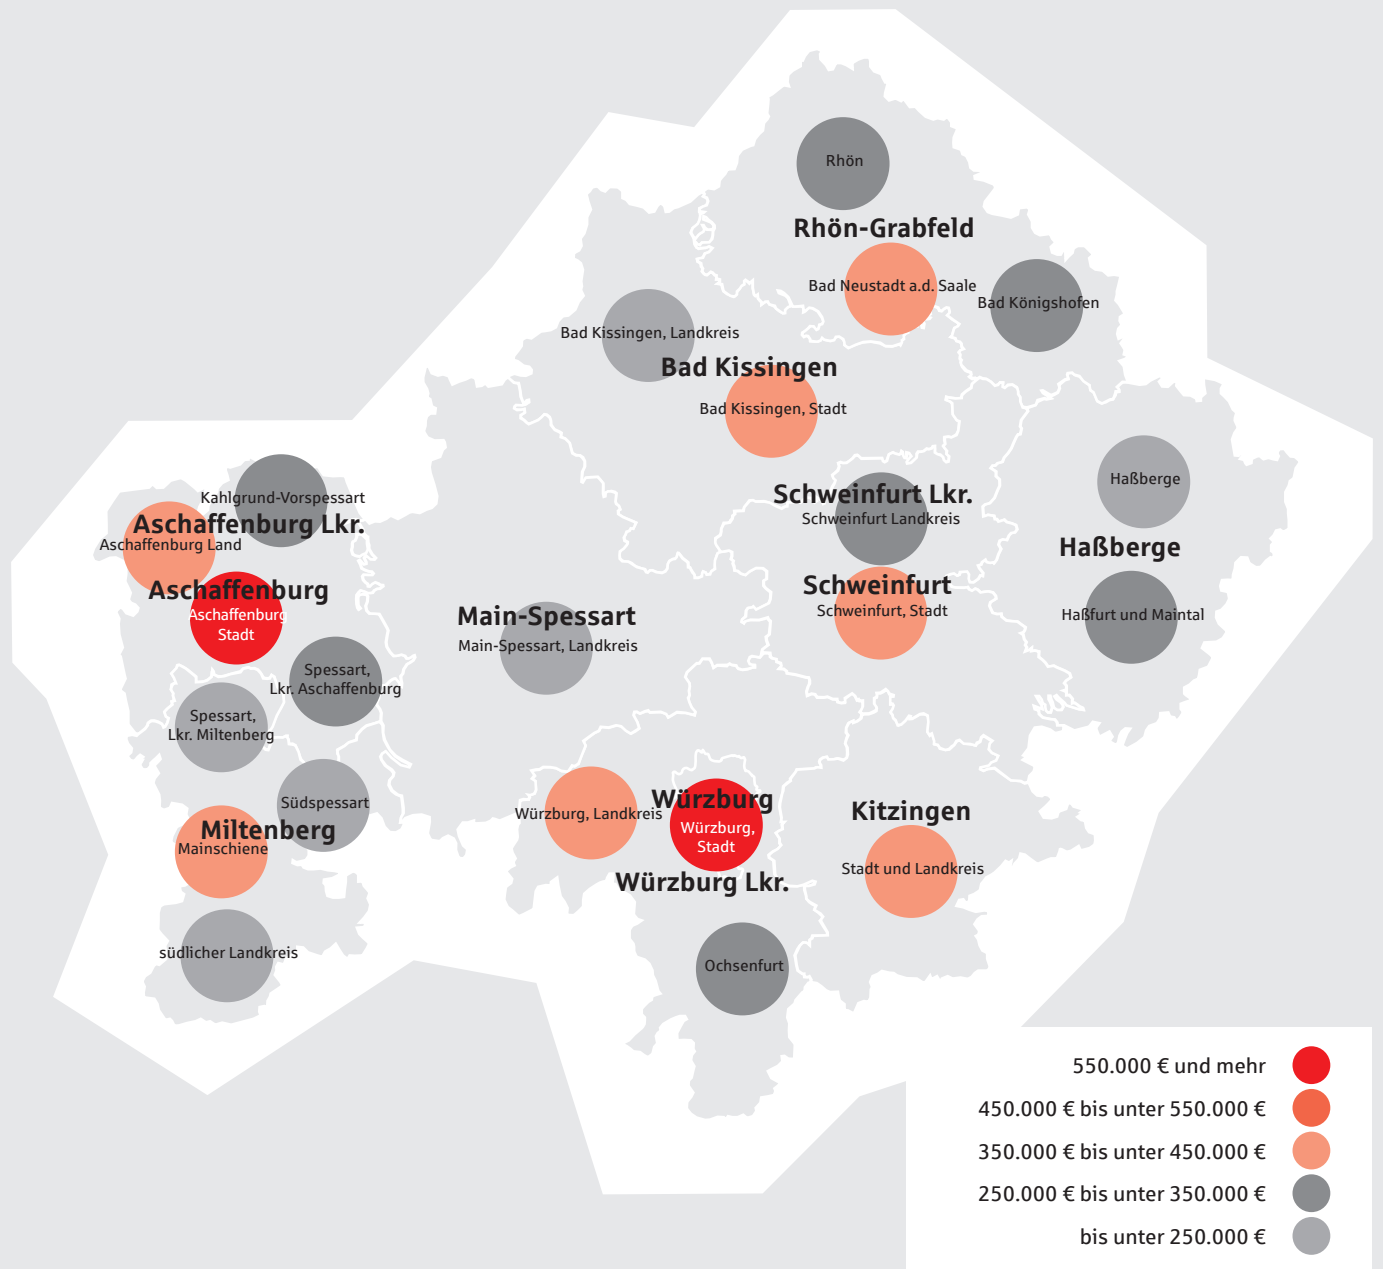 Rhön
Rhön-Grabfeld
Bad Neustadt a.d. Saale
Bad Königshofen
Bad Kissingen, Landkreis
Bad Kissingen
Bad Kissingen, Stadt
Kahlgrund-Vorspessart
Aschaffenburg Lkr.
Aschaffenburg Land
Aschaffenburg
Aschaffenburg
Stadt
Spessart,
Lkr. Aschaffenburg
Spessart,
Lkr. Miltenberg
Südspessart
Miltenberg
Mainschiene
südlicher Landkreis
Main-Spessart
Main-Spessart, Landkreis
Schweinfurt Lkr.
Schweinfurt Landkreis
Schweinfurt
Schweinfurt, Stadt
Haßberge
Haßberge
Haßfurt und Maintal
Würzburg, Landkreis
Würzburg
Würzburg,
Stadt
Würzburg Lkr.
Ochsenfurt
Kitzingen
Stadt und Landkreis
550.000 € und mehr
450.000 € bis unter 550.000 €
350.000 € bis unter 450.000 €
250.000 € bis unter 350.000 €
bis unter 250.000 €